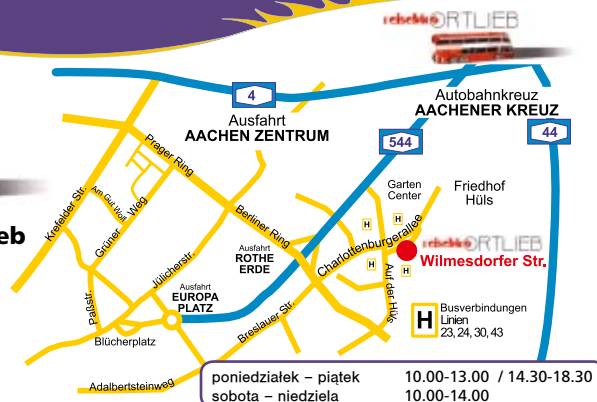 reisebüro ORTLIEB
4
Ausfahrt
AACHEN ZENTRUM
Autobahnkreuz
AACHENER KREUZ
544
44
Prager Ring
Krefelder Str.
Am Gut Wolf
Grüner Weg
Berliner Ring
Garten
Center
Friedhof
Hüls
eb
H
H
H
H
Charlottenburgerallee
reisebüro ORTLIEB
Wilmesdorfer Str.
Ausfahrt
ROTHE
ERDE
Jülicherstr.
Ausfahrt
EUROPA
PLATZ
Auf der Hüls
Paßstr.
Breslauer Str.
Blücherplatz
H
Busverbindungen
Linien
23, 24, 30, 43
Adalbertsteinweg
poniedziałek – piątek 10.00-13.00 / 14.30-18.30
sobota – niedziela 10.00-14.00